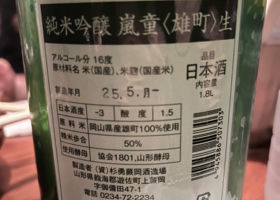 純米吟醸 嵐童〈雄町〉生
アルコール分 16度
原材料名 米(国産)、米麹(国産米)
製造年月 25.5.月
品目
日本酒
内容量
1.8L
日本酒度 -3 酸度 1.5
原料米 岡山県産雄町100%使用
精米歩合 50%
使用酵母 協会1801,山形酵母
製造者 (資)杉勇蕨岡酒造場
山形県飽海郡遊佐町上蕨岡
字御備田47-1
電話 0234-72-2234